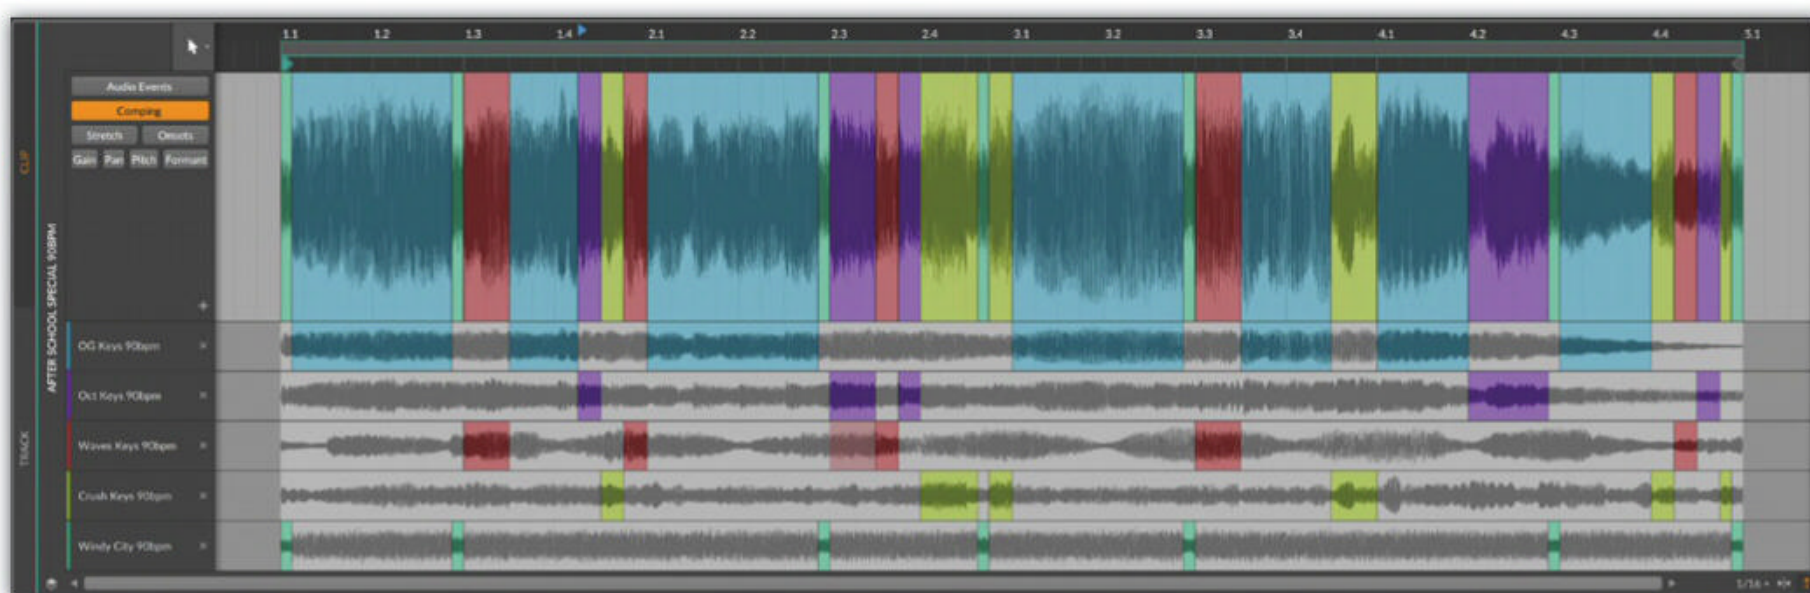 1.1 1.2 1.3 1.4 2.1 2.2 2.3 2.4 3.1 3.2 3.3 3.4 4.1 4.2 4.3 4.4 5.1
Audio Events
Comping
Stretch Onsets
Gain Pan Pitch Formant
CLIP
AFTER SCHOOL SPECIAL 90BPM
TRACK
OG Keys 90bpm
Oct Keys 90bpm
Waves Keys 90bpm
Crush Keys 90bpm
Windy City 90bpm
1/16